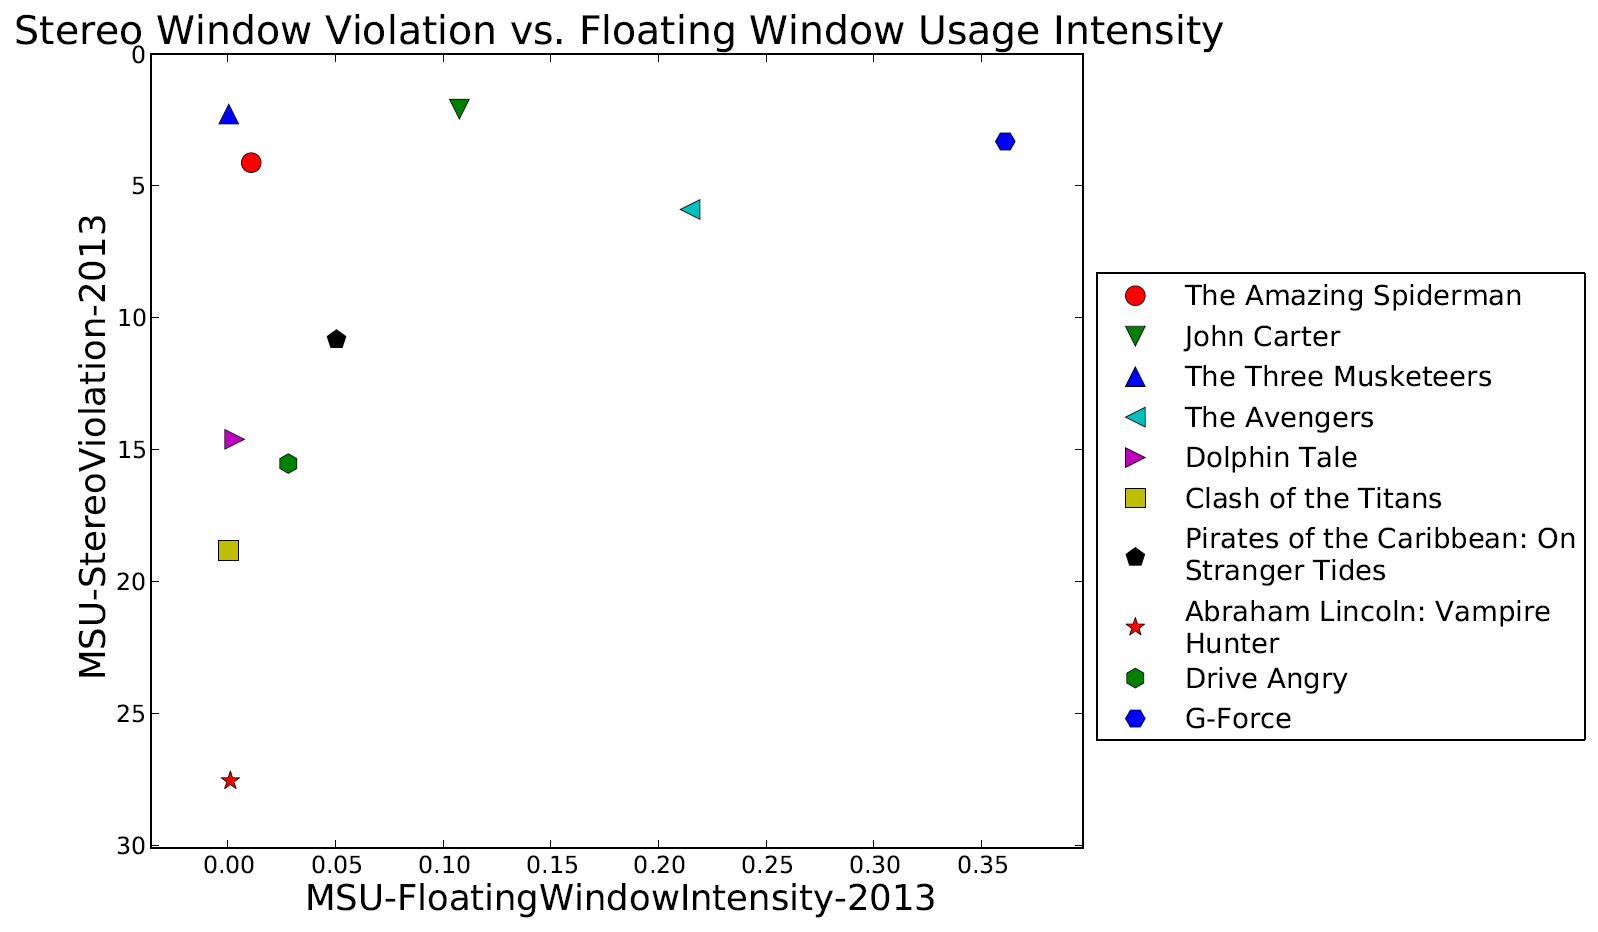 Stereo Window Violation vs. Floating Window Usage Intensity
MSU-StereoViolation-2013
0
5
10
15
20
25
30
0.00 0.05 0.10 0.15 0.20 0.25 0.30 0.35
MSU-FloatingWindowIntensity-2013
The Amazing Spiderman
John Carter
The Three Musketeers
The Avengers
Dolphin Tale
Clash of the Titans
Pirates of the Caribbean: On
Stranger Tides
Abraham Lincoln: Vampire
Hunter
Drive Angry
G-Force